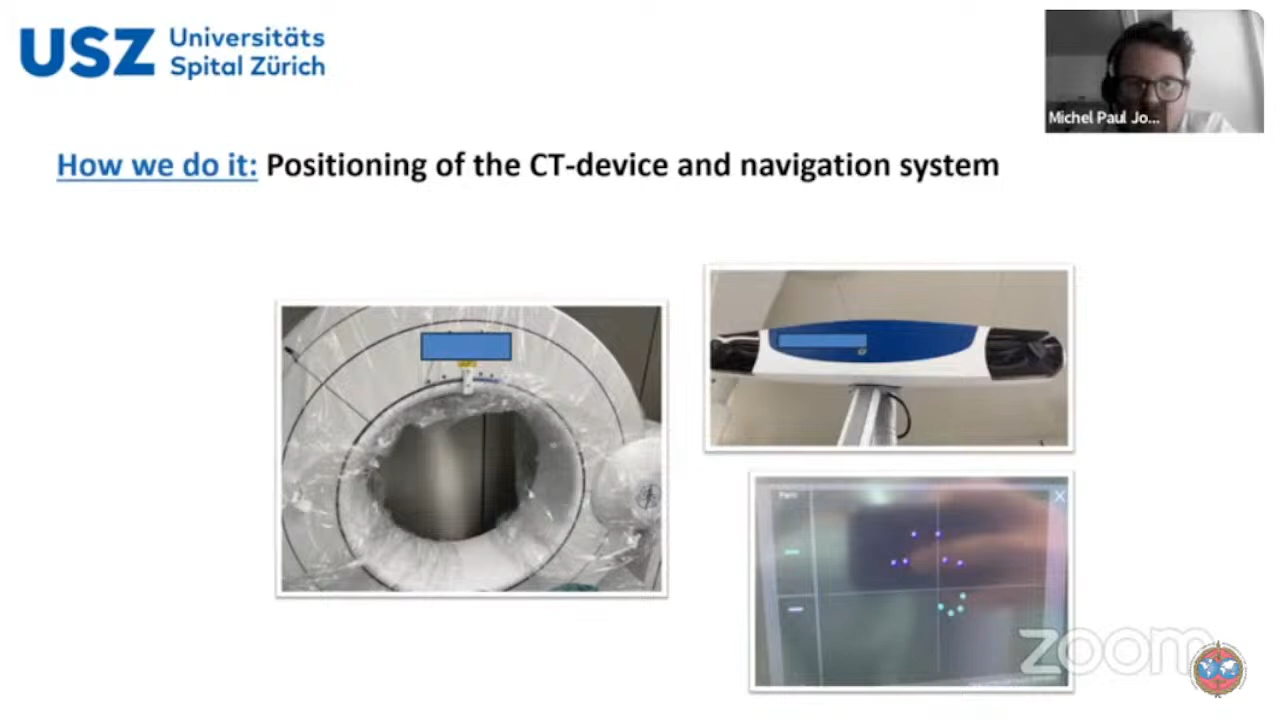 USZ Universitäts
Spital Zürich
Michel Paul Jo...
How we do it: Positioning of the CT-device and navigation system
zoom